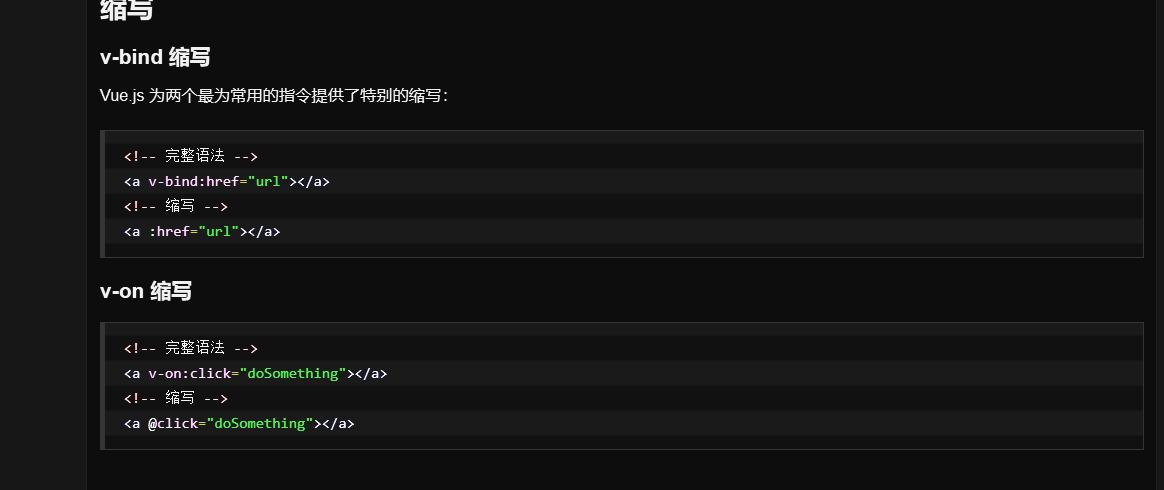 缩写
v-bind 缩写
Vue.js 为两个最为常用的指令提供了特别的缩写：
<!-- 完整语法 -->
<a v-bind:href="url"></a>
<!-- 缩写 -->
<a :href="url"></a>
v-on 缩写
<!-- 完整语法 -->
<a v-on:click="doSomething"></a>
<!-- 缩写 -->
<a @click="doSomething"></a>